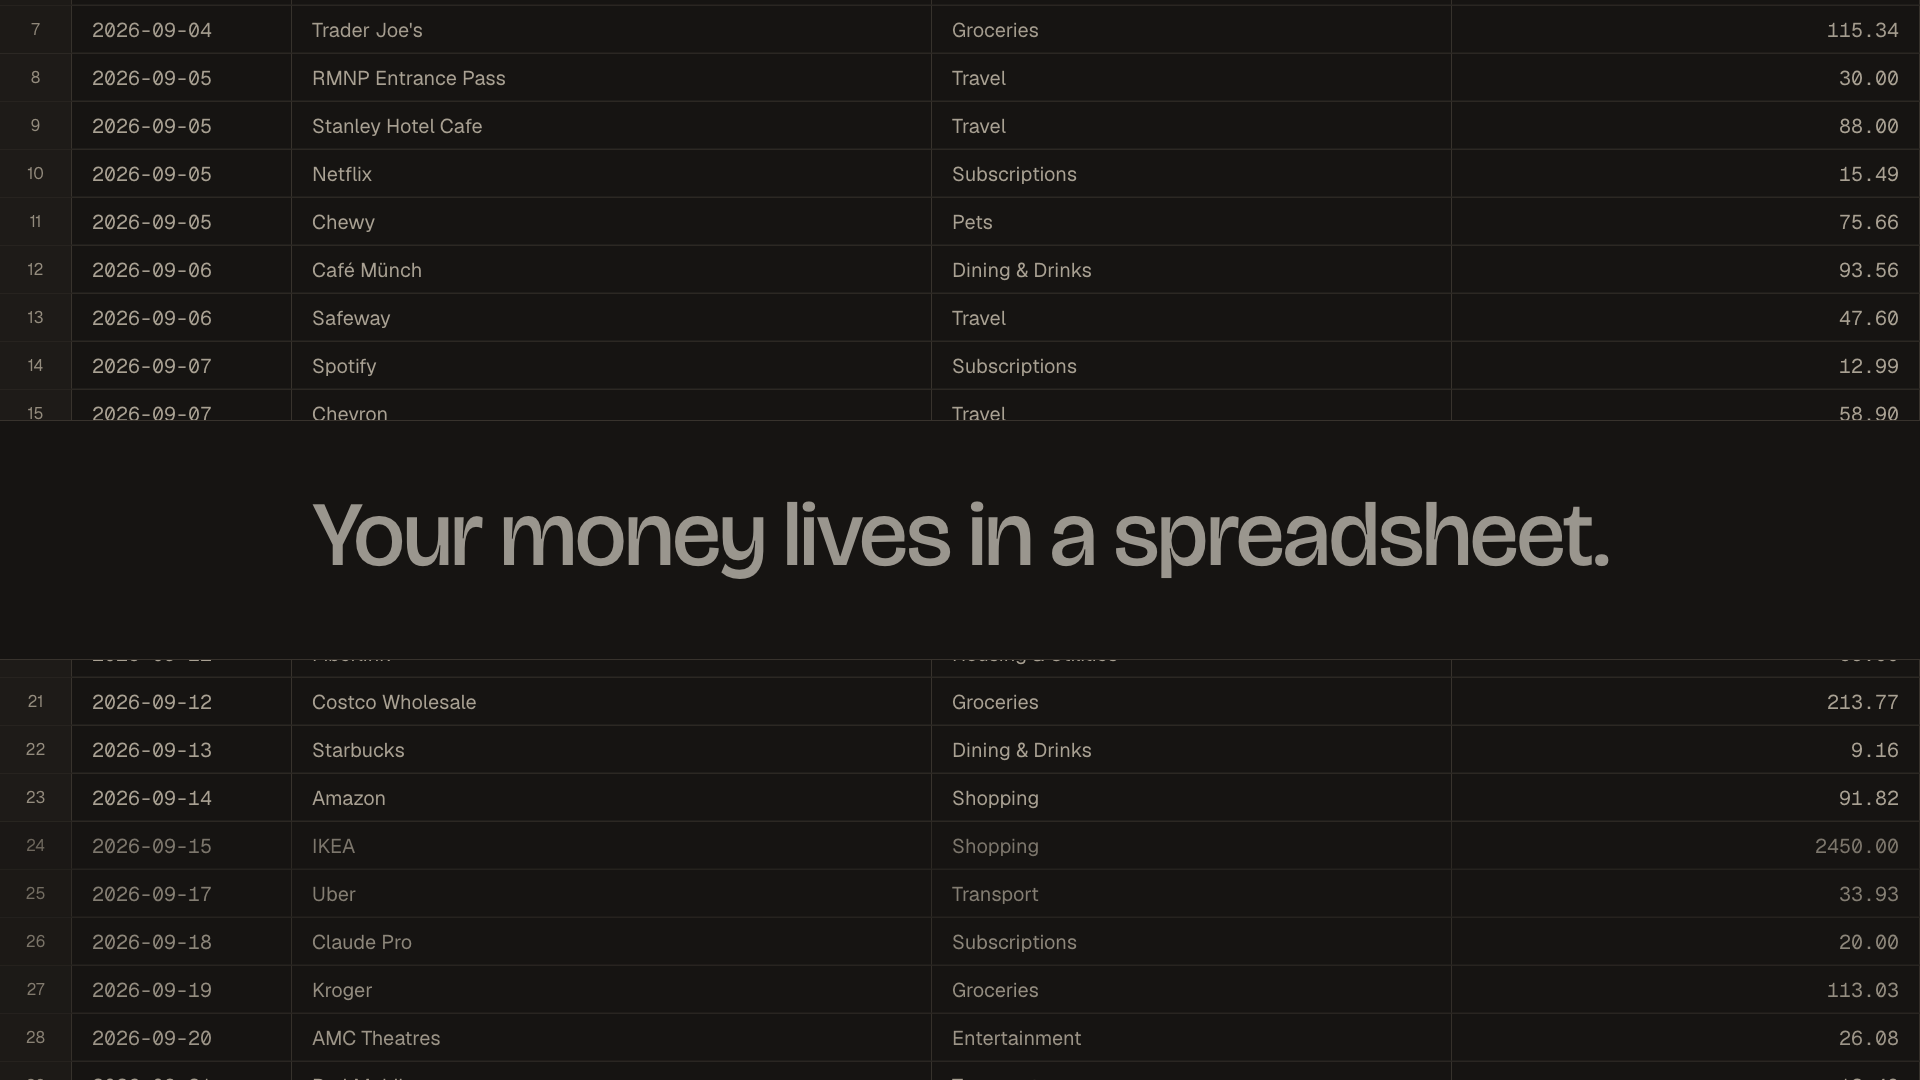 7 2026-09-04 Trader Joe's Groceries 115.34
8 2026-09-05 RMNP Entrance Pass Travel 30.00
9 2026-09-05 Stanley Hotel Cafe Travel 88.00
10 2026-09-05 Netflix Subscriptions 15.49
11 2026-09-05 Chewy Pets 75.66
12 2026-09-06 Café Münch Dining & Drinks 93.56
13 2026-09-06 Safeway Travel 47.60
14 2026-09-07 Spotify Subscriptions 12.99
15 2026-09-07 Chevron Travel 58.90
Your money lives in a spreadsheet.
Housing & Utilities
21 2026-09-12 Costco Wholesale Groceries 213.77
22 2026-09-13 Starbucks Dining & Drinks 9.16
23 2026-09-14 Amazon Shopping 91.82
24 2026-09-15 IKEA Shopping 2450.00
25 2026-09-17 Uber Transport 33.93
26 2026-09-18 Claude Pro Subscriptions 20.00
27 2026-09-19 Kroger Groceries 113.03
28 2026-09-20 AMC Theatres Entertainment 26.08